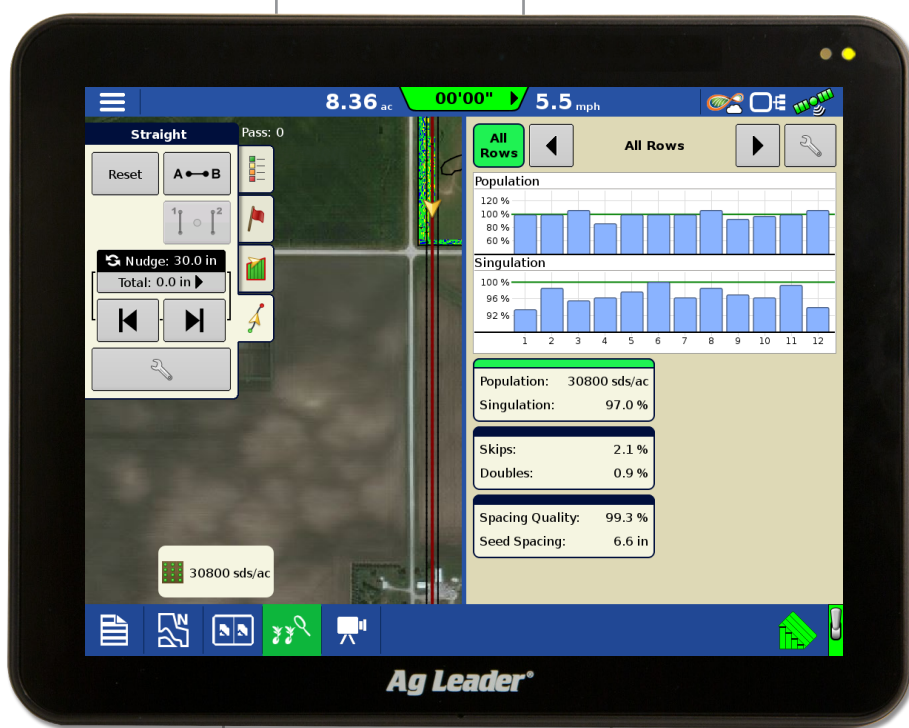 8.36 ac
00'00"
5.5 mph
Straight
Pass: 0
Reset
A B
1 2
Nudge: 30.0 in
Total: 0.0 in
30800 sds/ac
All
Rows
All Rows
Population
120 %
100 %
80 %
60 %
Singulation
100 %
96 %
92 %
1 2 3 4 5 6 7 8 9 10 11 12
Population: 30800 sds/ac
Singulation: 97.0 %
Skips: 2.1 %
Doubles: 0.9 %
Spacing Quality: 99.3 %
Seed Spacing: 6.6 in
N
Ag Leader®